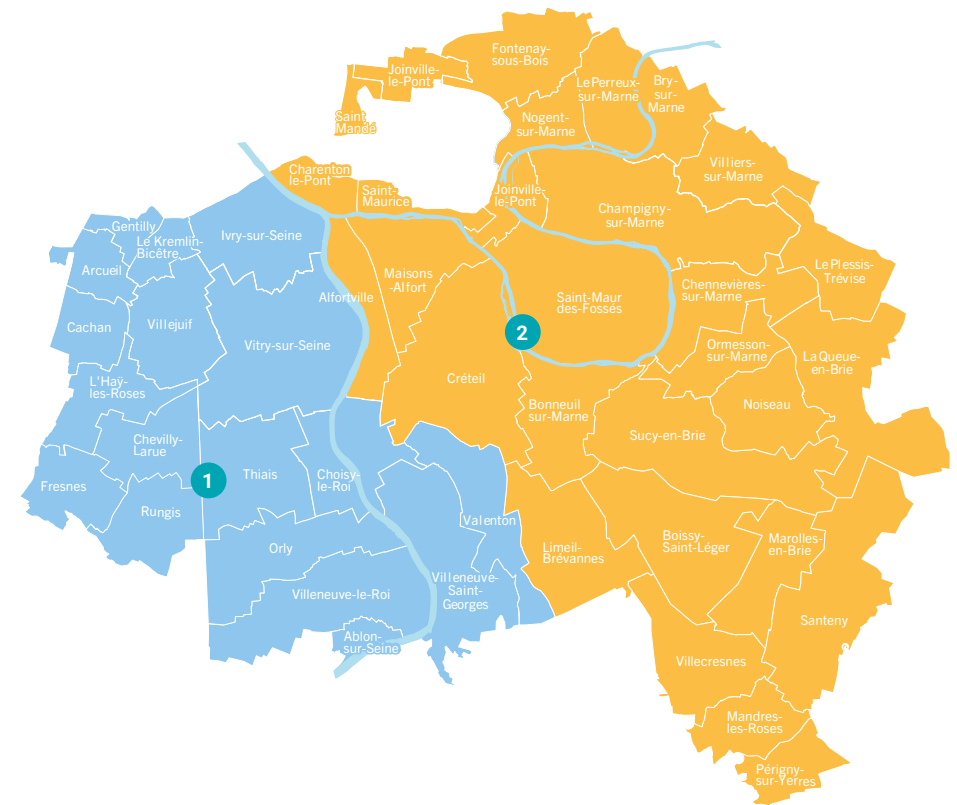 Fontenay-
sous-Bois
Joinville-
le-Pont
Le Perreux-
sur-Marne
Bry-
sur-
Marne
Saint
Mandé
Nogent-
sur-Marne
Villiers-
sur-Marne
Charenton
le-Pont
Saint-
Maurice
Joinville-
le-Pont
Champigny-
sur-Marne
Gentilly
Le Kremlin-
Bicêtre
Ivry-sur-Seine
Arcueil
Maisons
-Alfort
Le Plessis-
Trévise
Chennevières-
sur-Marne
Alfortville
Saint-Maur
des-Fossés
Cachan
Villejuif
Vitry-sur-Seine
2
Ormesson-
sur-Marne
La Queue-
en-Brie
L'Haÿ-
les-Roses
Créteil
Bonneuil
sur-Marne
Noiseau
Sucy-en-Brie
Chevilly-
Larue
1
Thiais
Choisy-
le-Roi
Fresnes
Rungis
Valenton
Orly
Limeil-
Brévannes
Boissy-
Saint-Léger
Marolles-
en-Brie
Villeneuve-le-Roi
Villeneuve-
Saint-
Georges
Santeny
Ablon-
sur-Seine
Villecresnes
Mandres-
les-Roses
Périgny-
sur-Yerres